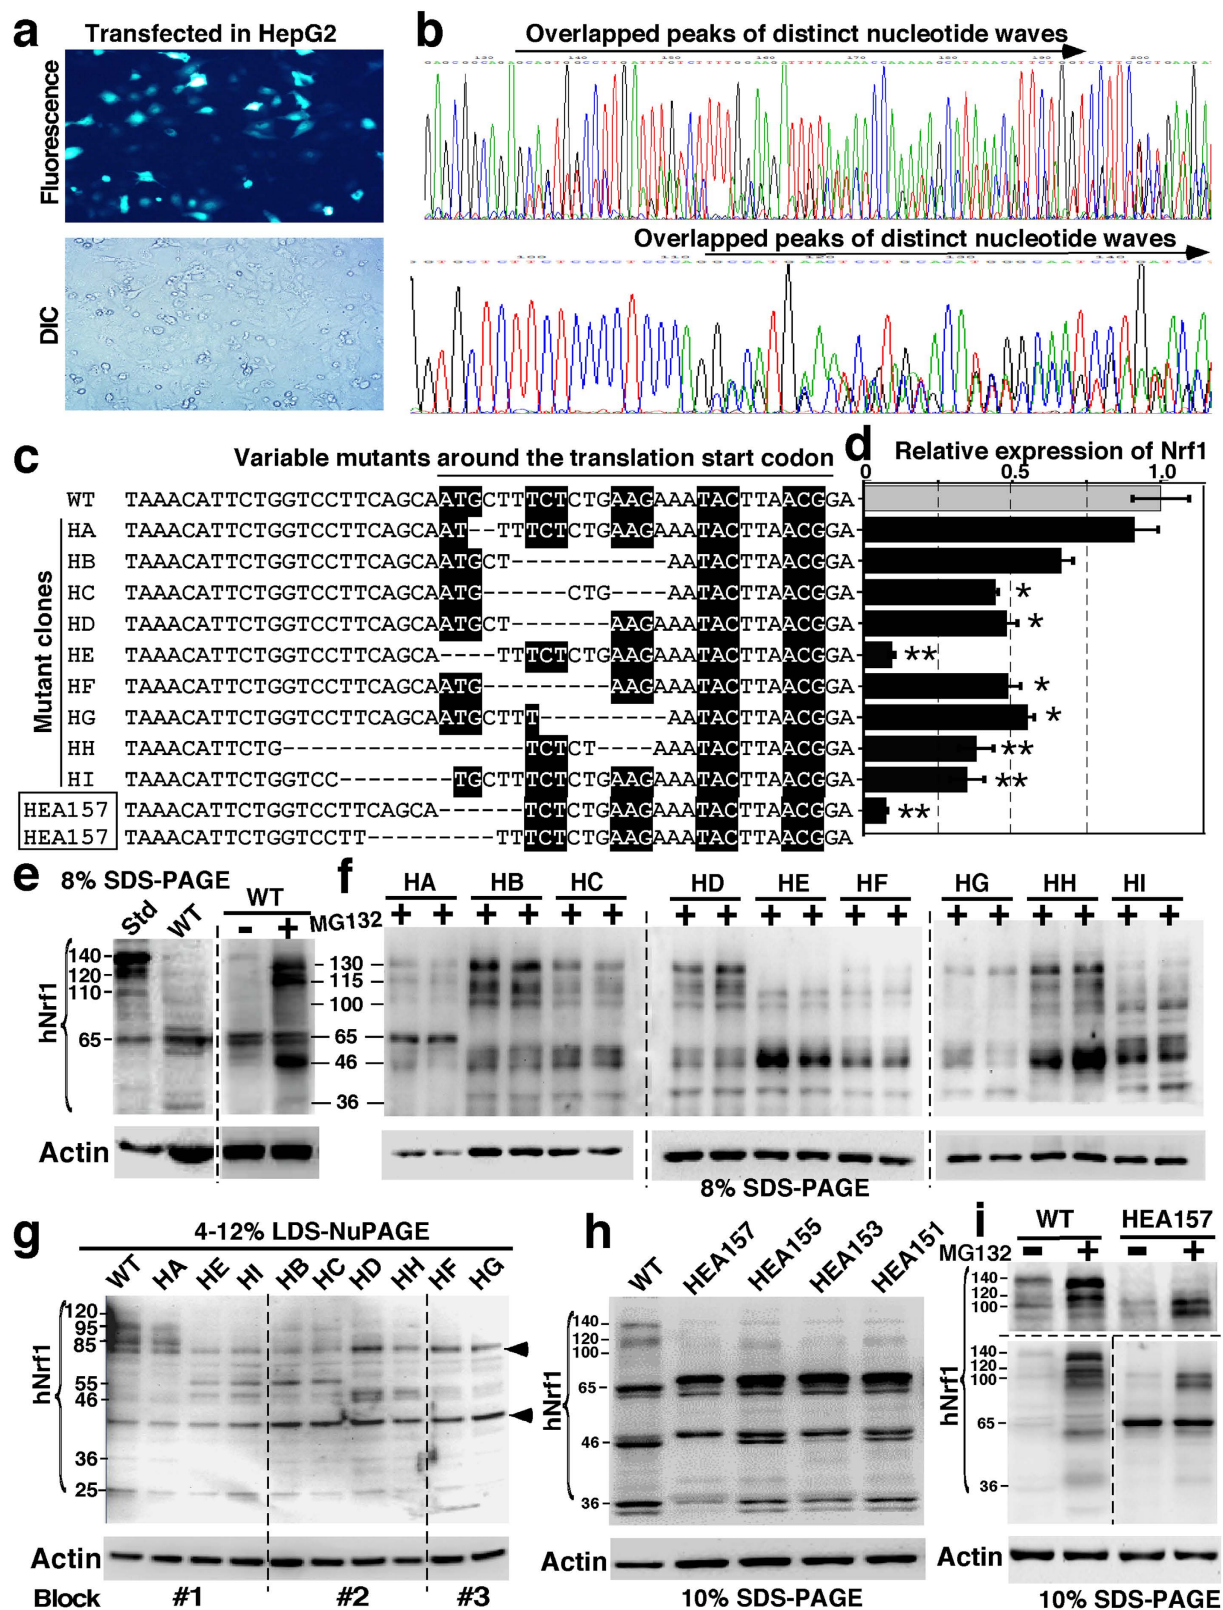 a
Transfected in HepG2
Fluorescence
DIC
b
Overlapped peaks of distinct nucleotide waves
Overlapped peaks of distinct nucleotide waves
c
Variable mutants around the translation start codon
WT TAAACATTCTGGTCCTTCAGCAATGCTTTCTCTGAAGAAATACTTAACGGA
Mutant clones
HA TAAACATTCTGGTCCTTCAGCAAT--TTTCTCTGAAGAAATACTTAACGGA
HB TAAACATTCTGGTCCTTCAGCAATGCT-----------AATACTTAACGGA
HC TAAACATTCTGGTCCTTCAGCAATG------CTG----AATACTTAACGGA
HD TAAACATTCTGGTCCTTCAGCAATGCT-------AAGAAATACTTAACGGA
HE TAAACATTCTGGTCCTTCAGCA----TTTCTCTGAAGAAATACTTAACGGA
HF TAAACATTCTGGTCCTTCAGCAATG---------AAGAAATACTTAACGGA
HG TAAACATTCTGGTCCTTCAGCAATGCTTT---------AATACTTAACGGA
HH TAAACATTCTG-----------------TCTCT----AAATACTTAACGGA
HI TAAACATTCTGGTCC--------TGCTTTCTCTGAAGAAATACTTAACGGA
HEA157 TAAACATTCTGGTCCTTCAGCA------TCTCTGAAGAAATACTTAACGGA
HEA157 TAAACATTCTGGTCCTT---------TTTCTCTGAAGAAATACTTAACGGA
d
Relative expression of Nrf1
0 0.5 1.0
*
*
**
*
*
**
**
**
e
8% SDS-PAGE
Std WT
WT
- + MG132
hNrf1
140
120
110
65
Actin
f
HA HB HC HD HE HF HG HH HI
+ + + + + + + + + + + + + + + + + +
130
115
100
65
46
36
8% SDS-PAGE
g
4-12% LDS-NuPAGE
WT HA HE HI HB HC HD HH HF HG
hNrf1
120
95
85
55
46
36
25
Actin
Block #1 #2 #3
h
WT HEA157 HEA155 HEA153 HEA151
hNrf1
140
120
100
65
46
36
Actin
10% SDS-PAGE
i
WT HEA157
MG132 - + - +
hNrf1
140
120
100
hNrf1
140
120
100
65
36
Actin
10% SDS-PAGE